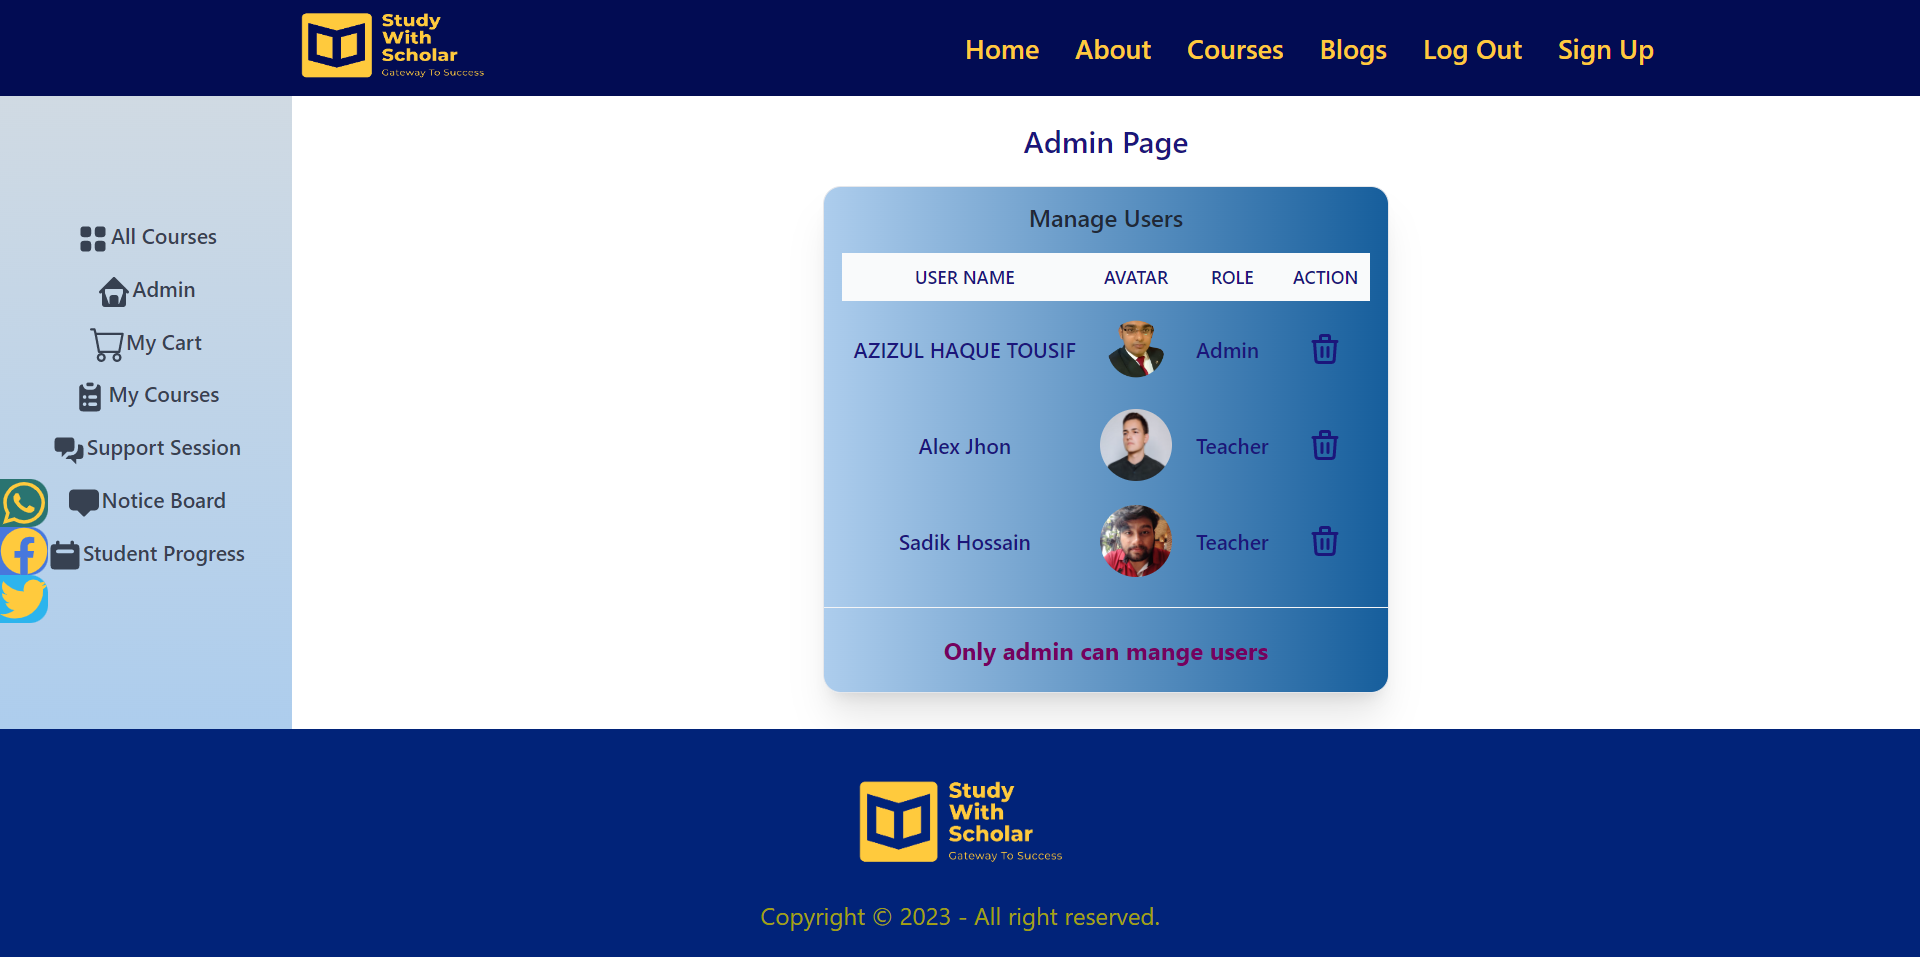 Study
With
Scholar
Gateway To Success
Home About Courses Blogs Log Out Sign Up
All Courses
Admin
My Cart
My Courses
Support Session
Notice Board
Student Progress
Admin Page
Manage Users
USER NAME AVATAR ROLE ACTION
AZIZUL HAQUE TOUSIF Admin
Alex Jhon Teacher
Sadik Hossain Teacher
Only admin can mange users
Study
With
Scholar
Gateway To Success
Copyright © 2023 - All right reserved.